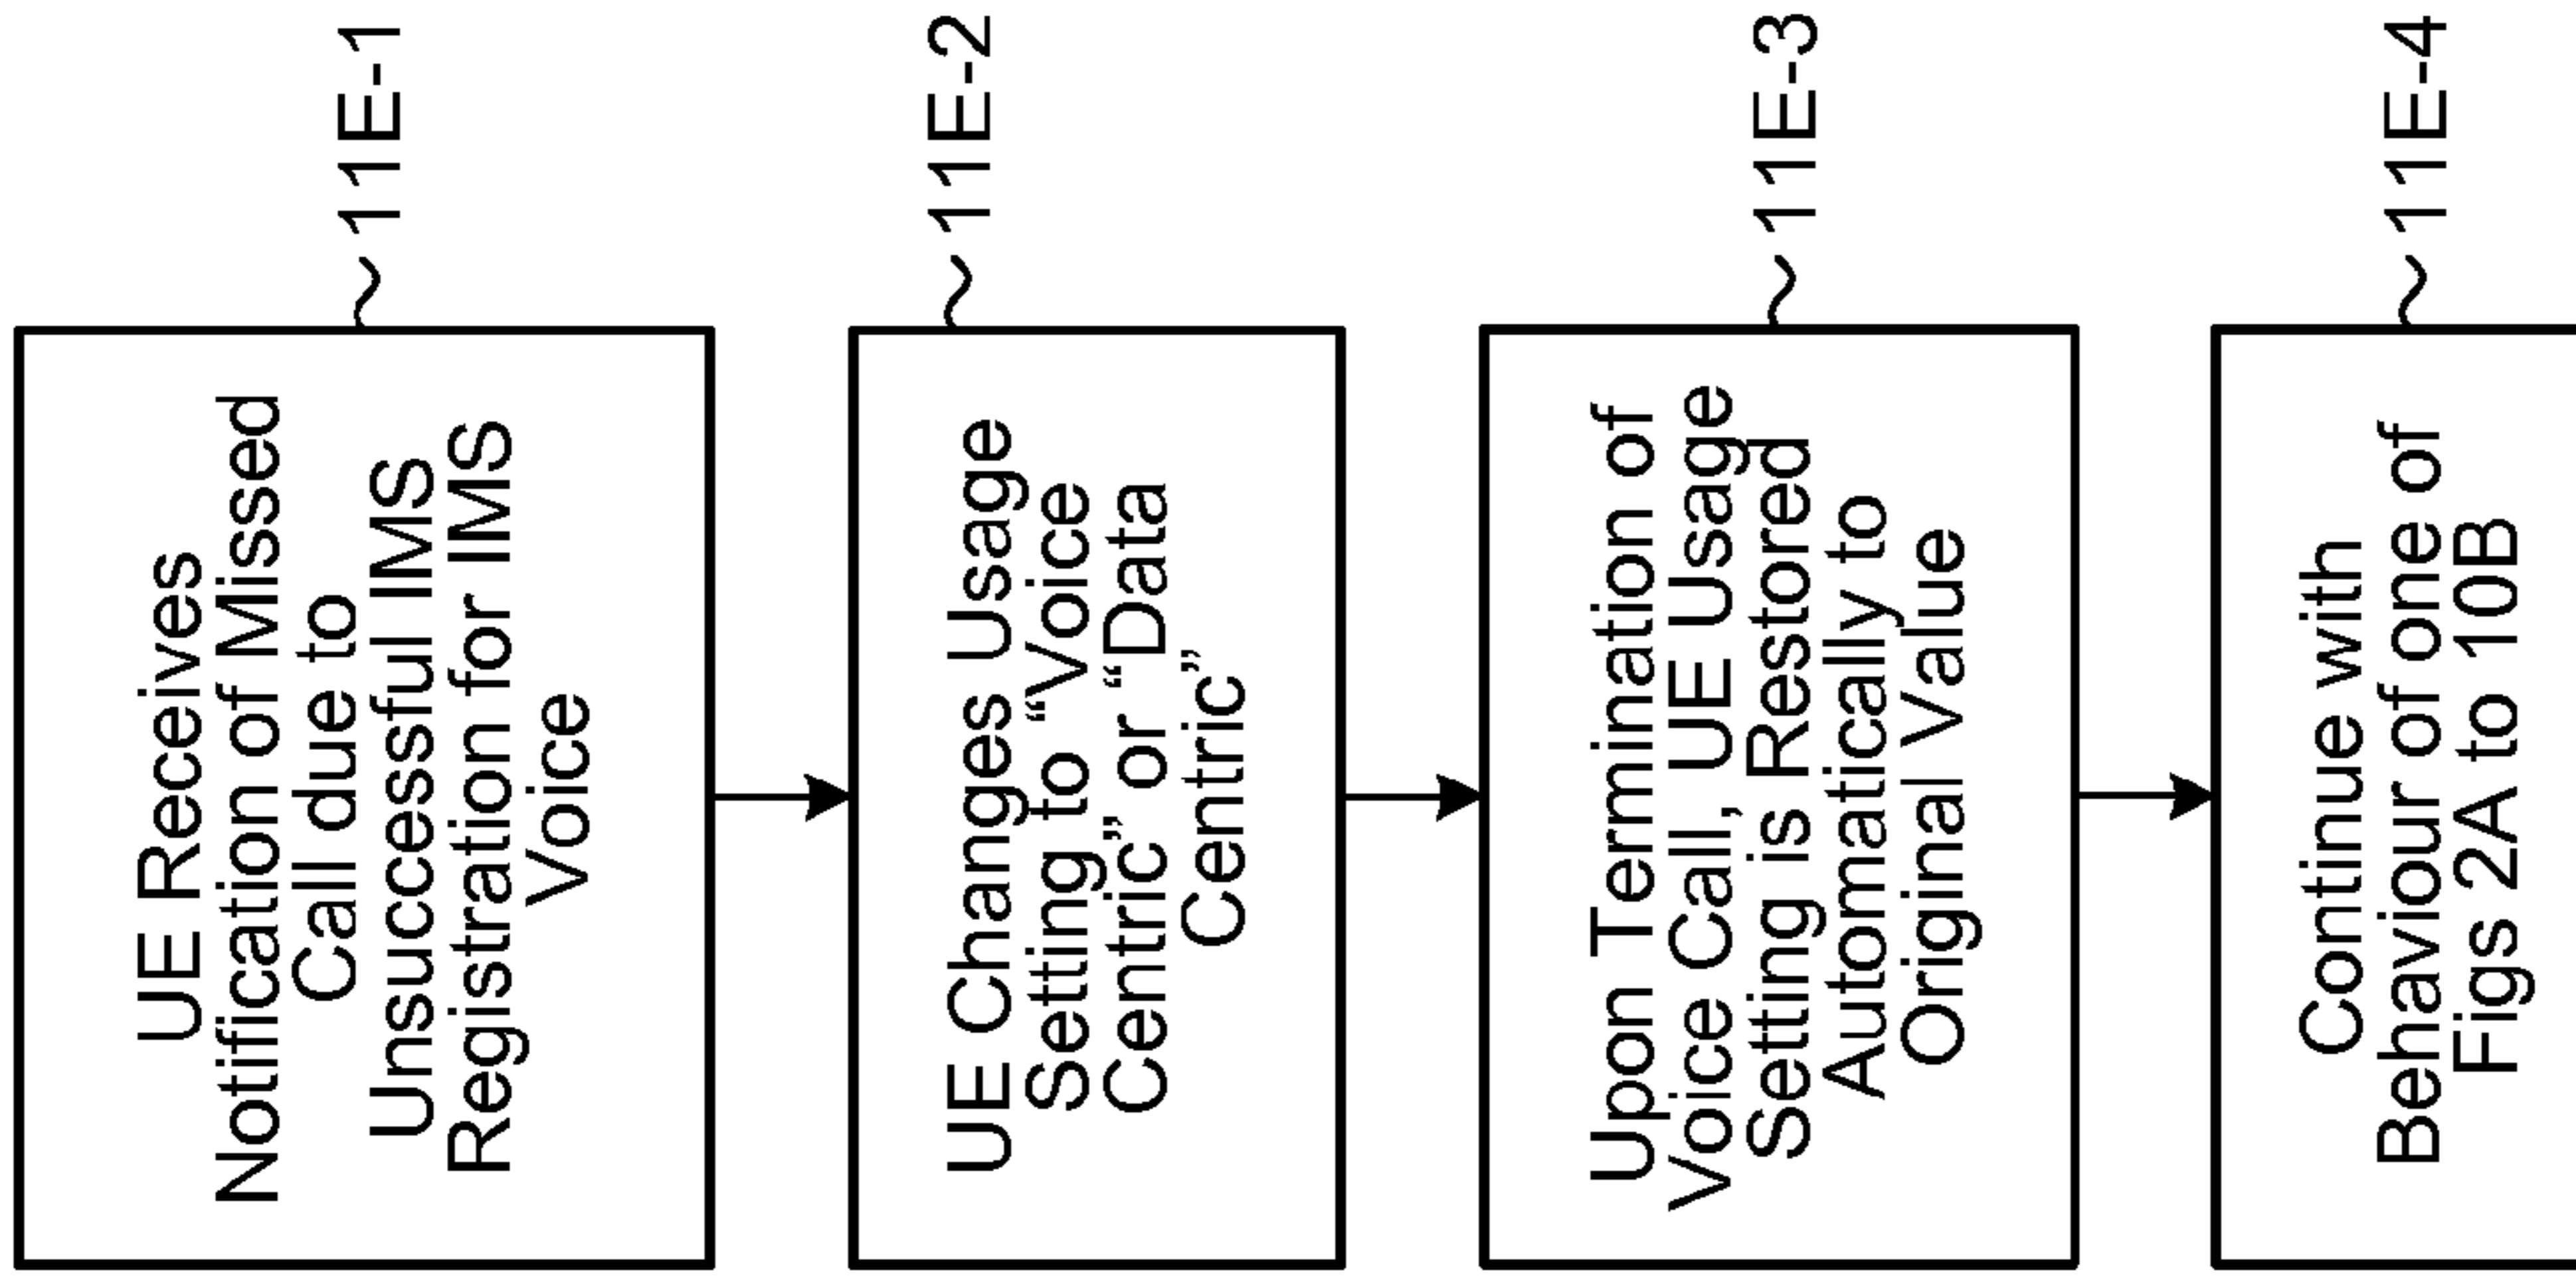 UE Receives
Notification of Missed
Call due to
Unsuccessful IMS
Registration for IMS
Voice
11E-1
UE Changes Usage
Setting to “Voice
Centric” or “Data
Centric”
11E-2
Upon Termination of
Voice Call, UE Usage
Setting is Restored
Automatically to
Original Value
11E-3
Continue with
Behaviour of one of
Figs 2A to 10B
11E-4